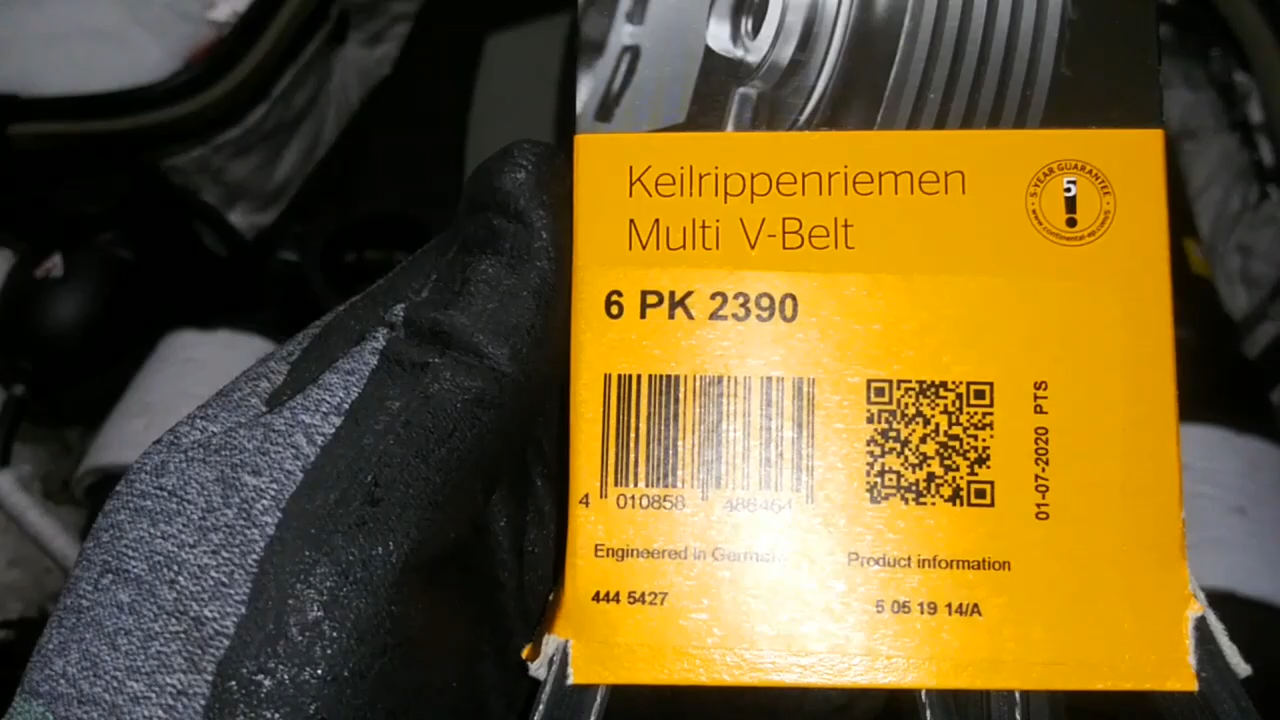 Keilrippenriemen
Multi V-Belt
5-YEAR GUARANTEE
5
6 PK 2390
01-07-2020 PTS
4 010858 486464
Engineered in Germany
Product information
444 5427
5 05 19 14/A